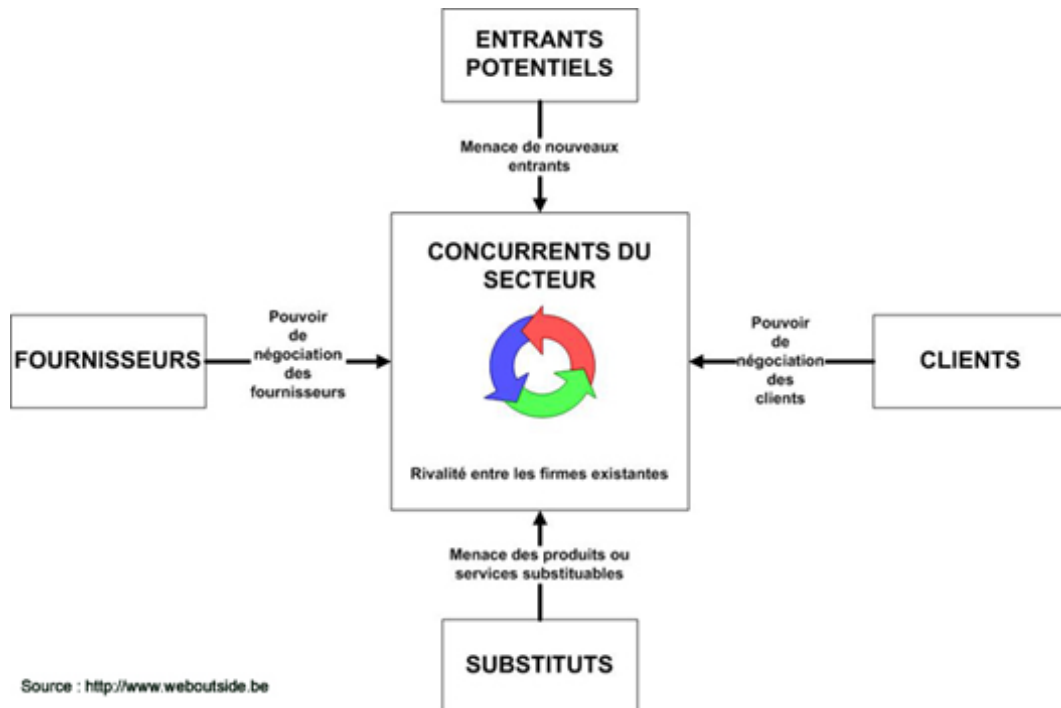 ENTRANTS
POTENTIELS
Menace de nouveaux
entrants
CONCURRENTS DU
SECTEUR
FOURNISSEURS
Pouvoir
de
négociation
des
fournisseurs
Pouvoir
de
négociation
des
clients
CLIENTS
Rivalité entre les firmes existantes
Menace des produits ou
services substituables
SUBSTITUTS
Source : http://www.weboutside.be